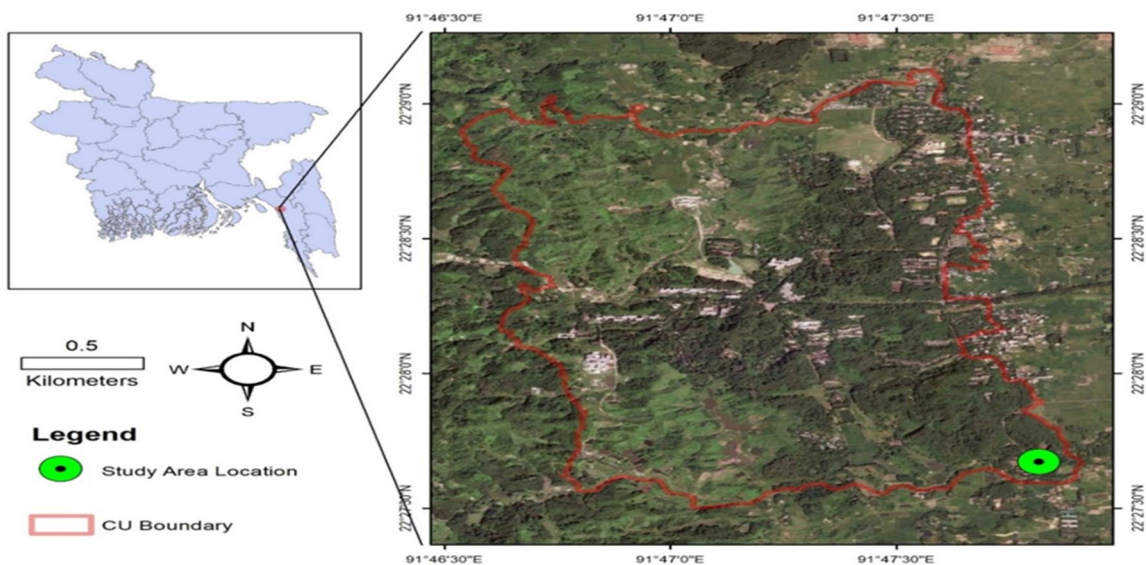 91°46'30"E 91°47'0"E 91°47'30"E
22°29'0"N 22°29'0"N
22°28'30"N 22°28'30"N
N
0.5
W E
Kilometers
22°28'0"N 22°28'0"N
S
Legend
Study Area Location
22°27'30"N 22°27'30"N
CU Boundary
91°46'30"E 91°47'0"E 91°47'30"E